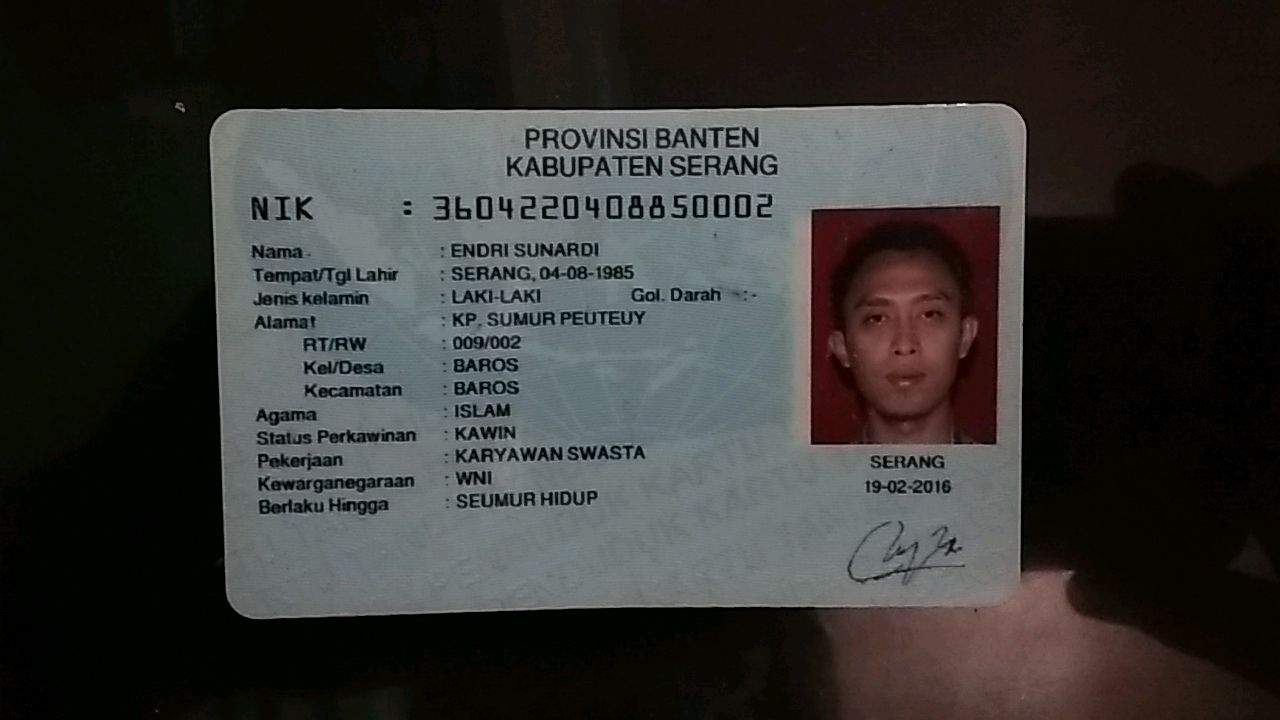 PROVINSI BANTEN
KABUPATEN SERANG
NIK : 3604220408850002
Nama : ENDRI SUNARDI
Tempat/Tgl Lahir : SERANG, 04-08-1985
Jenis kelamin : LAKI-LAKI Gol. Darah : -
Alamat : KP. SUMUR PEUTEUY
RT/RW : 009/002
Kel/Desa : BAROS
Kecamatan : BAROS
Agama : ISLAM
Status Perkawinan : KAWIN
Pekerjaan : KARYAWAN SWASTA
Kewarganegaraan : WNI
Berlaku Hingga : SEUMUR HIDUP
SERANG
19-02-2016